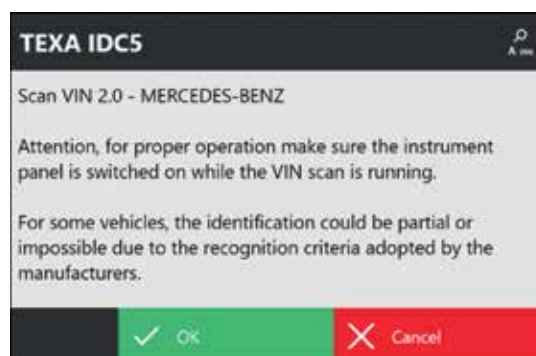 TEXA IDC5
Scan VIN 2.0 - MERCEDES-BENZ
Attention, for proper operation make sure the instrument
panel is switched on while the VIN scan is running.
For some vehicles, the identification could be partial or
impossible due to the recognition criteria adopted by the
manufacturers.
OK
Cancel